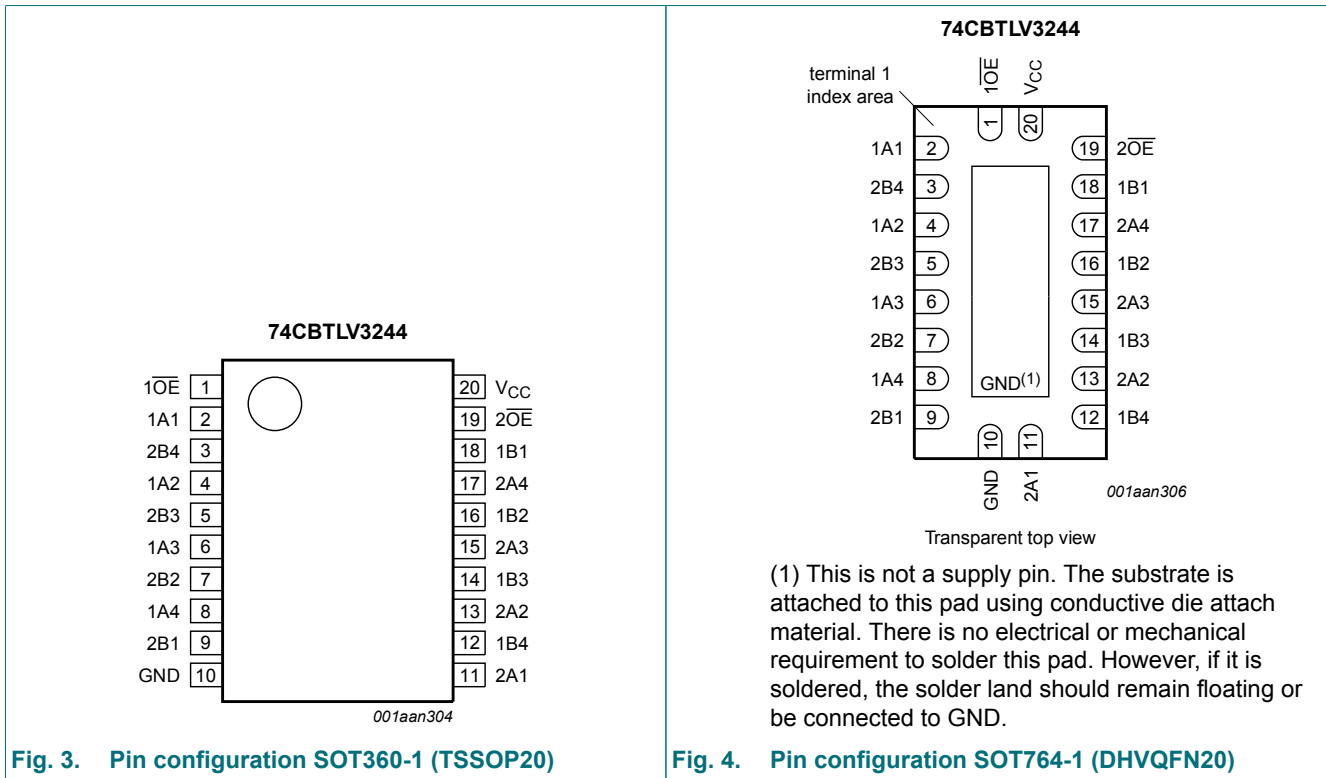 74CBTLV3244
1OE 1
1A1 2
2B4 3
1A2 4
2B3 5
1A3 6
2B2 7
1A4 8
2B1 9
GND 10
20 VCC
19 2OE
18 1B1
17 2A4
16 1B2
15 2A3
14 1B3
13 2A2
12 1B4
11 2A1
001aan304
Fig. 3. Pin configuration SOT360-1 (TSSOP20)
74CBTLV3244
terminal 1
index area
1OE
VCC
1
20
1A1 2
2B4 3
1A2 4
2B3 5
1A3 6
2B2 7
1A4 8
2B1 9
19 2OE
18 1B1
17 2A4
16 1B2
15 2A3
14 1B3
13 2A2
12 1B4
GND(1)
10
11
GND
2A1
001aan306
Transparent top view
(1) This is not a supply pin. The substrate is
attached to this pad using conductive die attach
material. There is no electrical or mechanical
requirement to solder this pad. However, if it is
soldered, the solder land should remain floating or
be connected to GND.
Fig. 4. Pin configuration SOT764-1 (DHVQFN20)